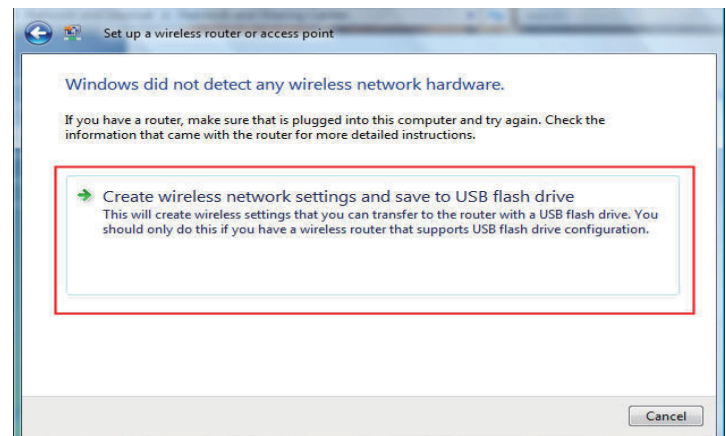 Set up a wireless router or access point
Windows did not detect any wireless network hardware.
If you have a router, make sure that is plugged into this computer and try again. Check the
information that came with the router for more detailed instructions.
Create wireless network settings and save to USB flash drive
This will create wireless settings that you can transfer to the router with a USB flash drive. You
should only do this if you have a wireless router that supports USB flash drive configuration.
Cancel